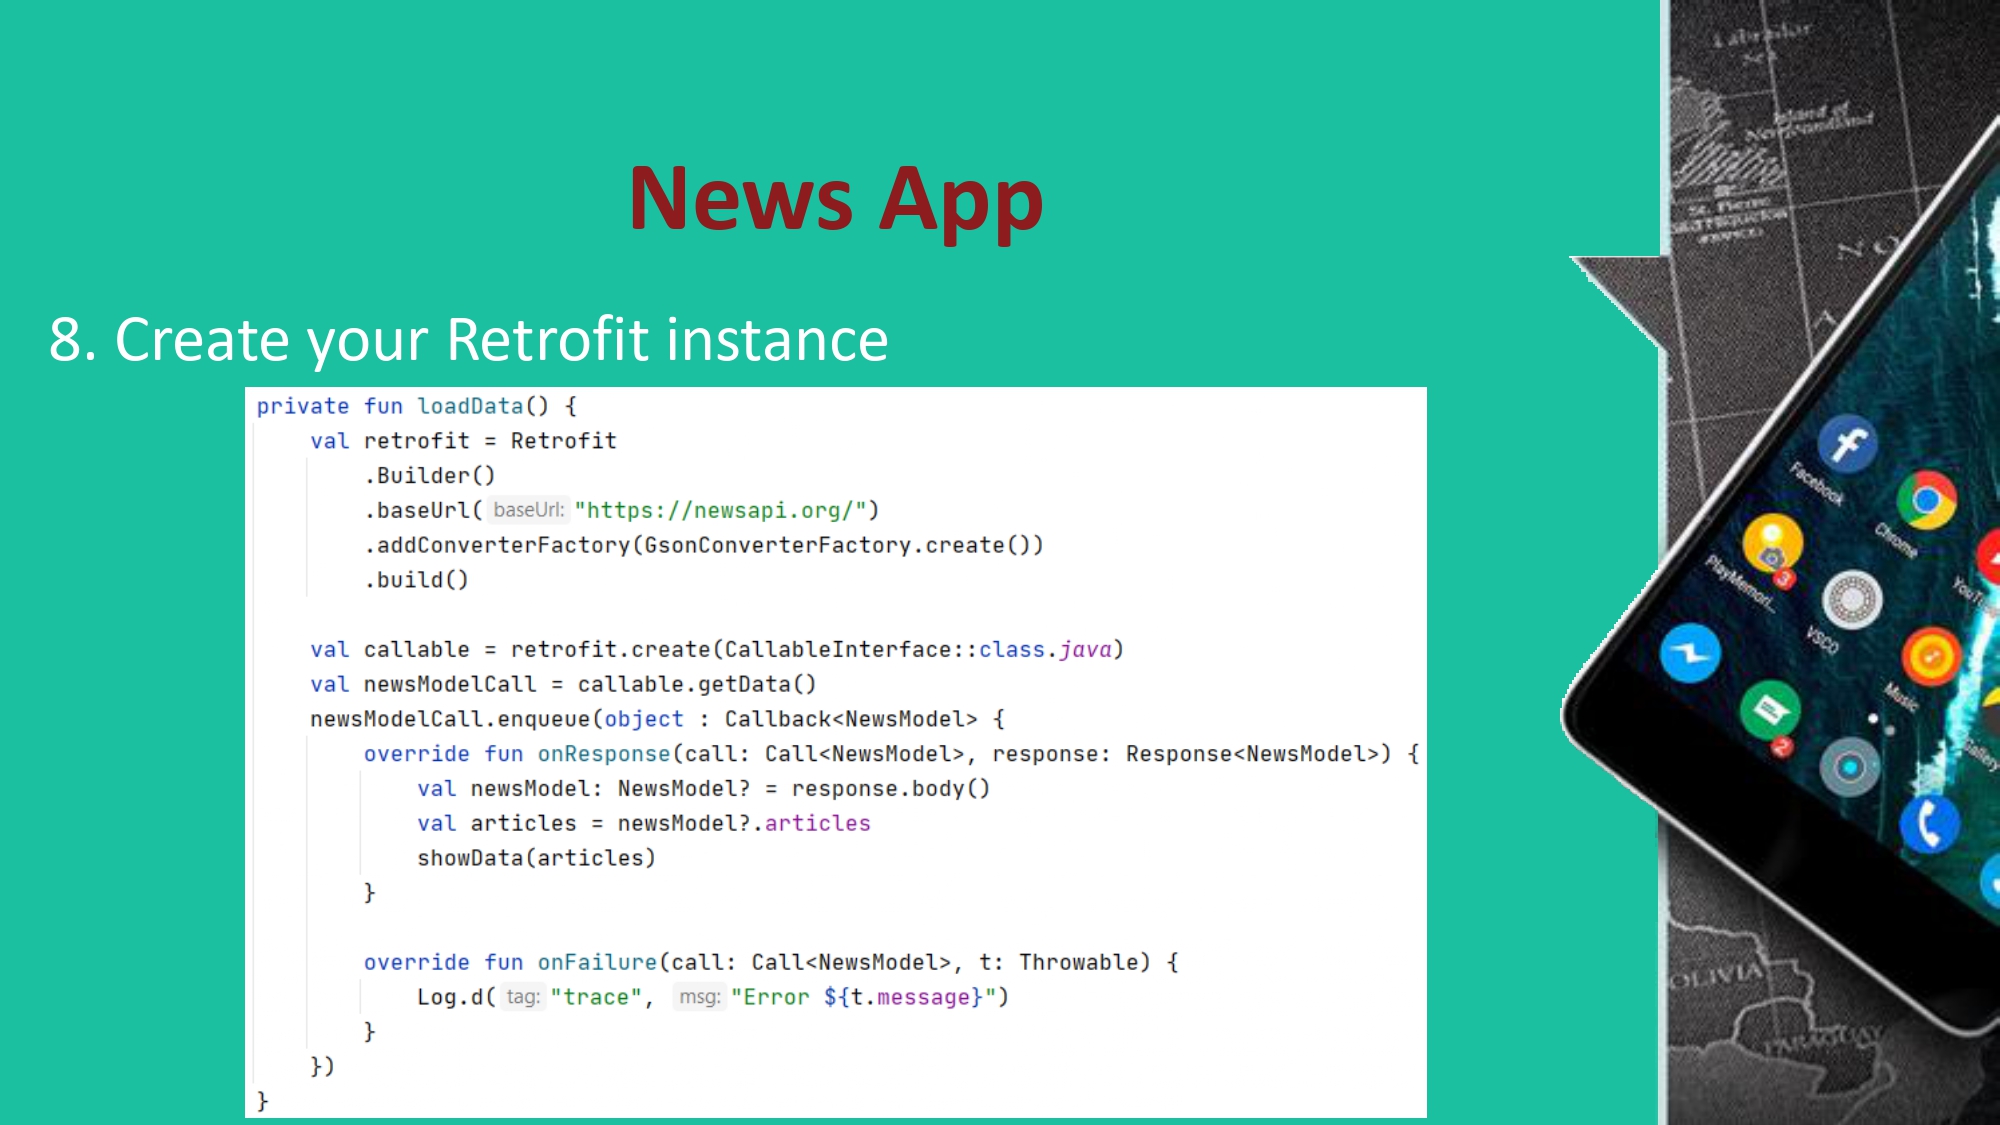 News App
8. Create your Retrofit instance
private fun loadData() {
    val retrofit = Retrofit
        .Builder()
        .baseUrl( baseUrl: "https://newsapi.org/")
        .addConverterFactory(GsonConverterFactory.create())
        .build()
    val callable = retrofit.create(CallableInterface::class.java)
    val newsModelCall = callable.getData()
    newsModelCall.enqueue(object : Callback<NewsModel> {
        override fun onResponse(call: Call<NewsModel>, response: Response<NewsModel>) {
            val newsModel: NewsModel? = response.body()
            val articles = newsModel?.articles
            showData(articles)
        }
        override fun onFailure(call: Call<NewsModel>, t: Throwable) {
            Log.d( tag: "trace", msg: "Error ${t.message}")
        }
    })
}
Labrador
Island of
Newfoundland
St. Pierre
(FRANCE)
Facebook
Chrome
PlayMemori...
3
VSCO
Music
2
Gallery
OLIVIA
PARAGUAY